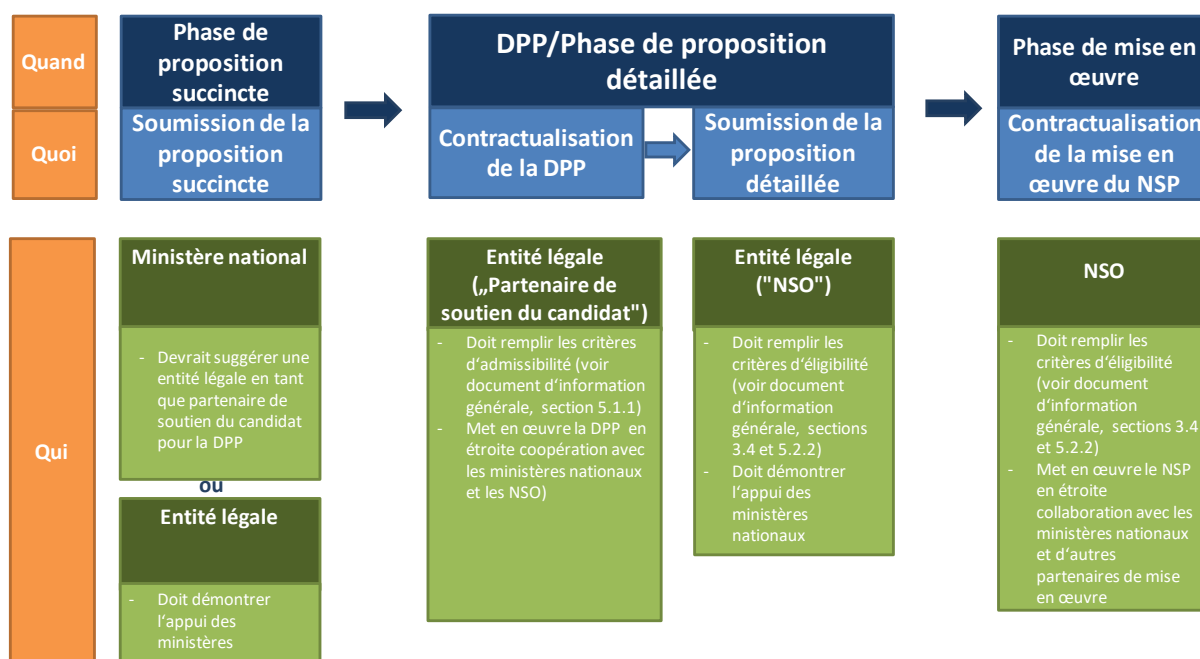 Quand
Phase de
proposition
succincte
DPP/Phase de proposition
détaillée
Phase de mise en
œuvre
Quoi
Soumission de la
proposition
succincte
Contractualisation
de la DPP
Soumission de la
proposition
détaillée
Contractualisation
de la mise en
œuvre du NSP
Qui
Ministère national
- Devrait suggérer une
entité légale en tant
que partenaire de
soutien du candidat
pour la DPP
ou
Entité légale
- Doit démontrer
l‘appui des
ministères
Entité légale
(„Partenaire de
soutien du candidat")
- Doit remplir les critères
d‘admissibilité (voir
document d‘information
générale, section 5.1.1)
- Met en œuvre la DPP en
étroite coopération avec
les ministères nationaux
et les NSO)
Entité légale
("NSO")
- Doit remplir les
critères d‘éligibilité
(voir document
d‘information
générale, sections
3.4 et 5.2.2)
- Doit démontrer
l‘appui des
ministères
nationaux
NSO
- Doit remplir les
critères d‘éligibilité
(voir document
d‘information
générale, sections 3.4
et 5.2.2)
- Met en œuvre le NSP
en étroite
collaboration avec les
ministères nationaux
et d‘autres
partenaires de mise
en œuvre